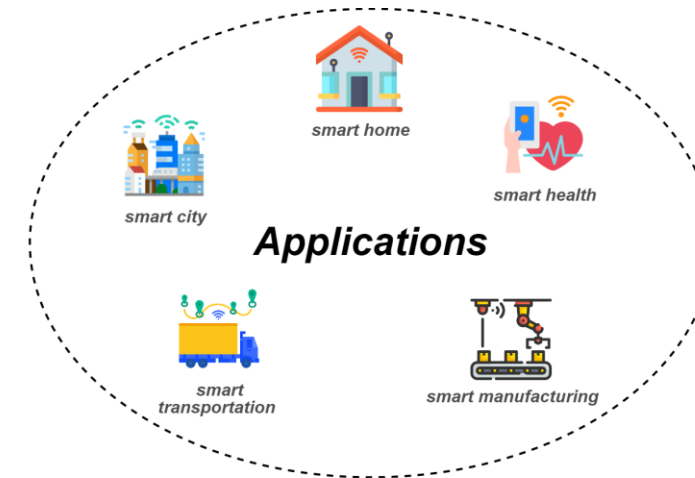 smart home
smart health
smart city
Applications
smart
transportation
smart manufacturing